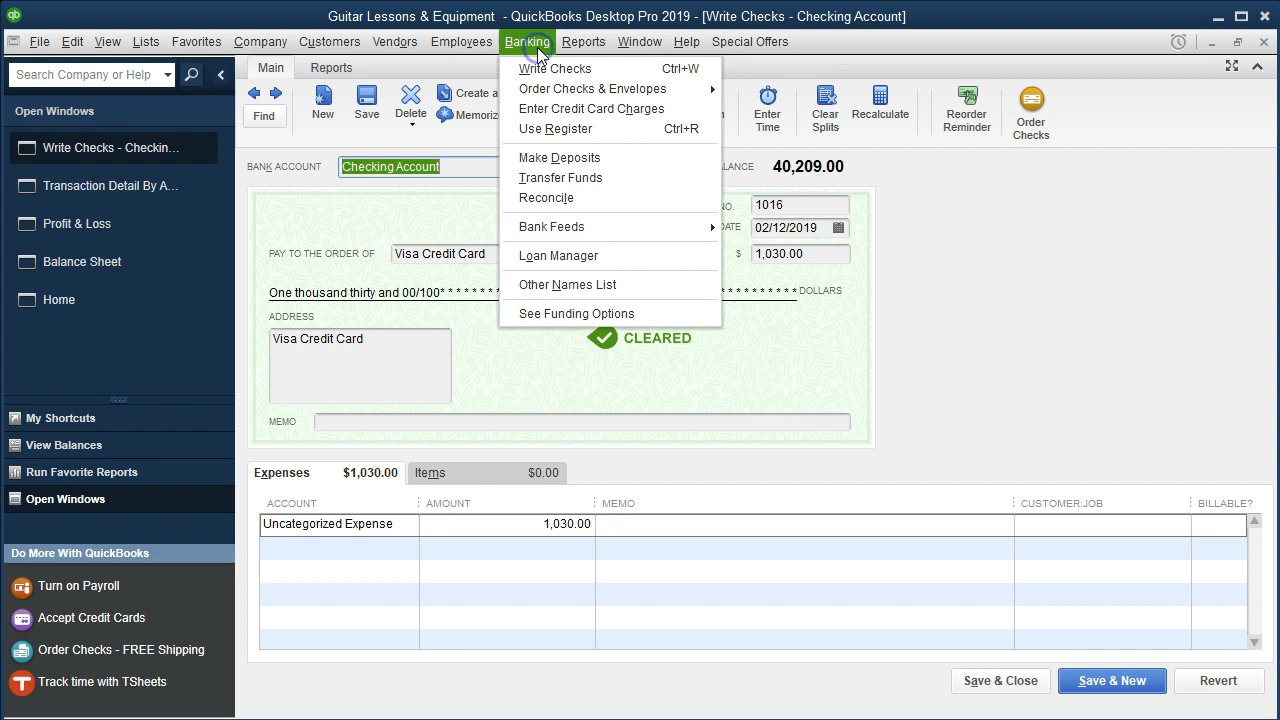 Guitar Lessons & Equipment - QuickBooks Desktop Pro 2019 - [Write Checks - Checking Account]
File Edit View Lists Favorites Company Customers Vendors Employees Banking Reports Window Help Special Offers
Search Company or Help
Open Windows
Write Checks - Checkin...
Transaction Detail By A...
Profit & Loss
Balance Sheet
Home
My Shortcuts
View Balances
Run Favorite Reports
Open Windows
Do More With QuickBooks
Turn on Payroll
Accept Credit Cards
Order Checks - FREE Shipping
Track time with TSheets
Main Reports
Find
New
Save
Delete
Create a
Memoriz
Enter Time
Clear Splits
Recalculate
Reorder Reminder
Order Checks
Write Checks Ctrl+W
Order Checks & Envelopes
Enter Credit Card Charges
Use Register Ctrl+R
Make Deposits
Transfer Funds
Reconcile
Bank Feeds
Loan Manager
Other Names List
See Funding Options
BANK ACCOUNT Checking Account LANCE 40,209.00
NO. 1016
DATE 02/12/2019
PAY TO THE ORDER OF Visa Credit Card $ 1,030.00
One thousand thirty and 00/100* * * * * * * * * * * * * * * * * * DOLLARS
ADDRESS
Visa Credit Card
CLEARED
MEMO
Expenses $1,030.00 Items $0.00
ACCOUNT AMOUNT MEMO CUSTOMER:JOB BILLABLE?
Uncategorized Expense 1,030.00
Save & Close Save & New Revert